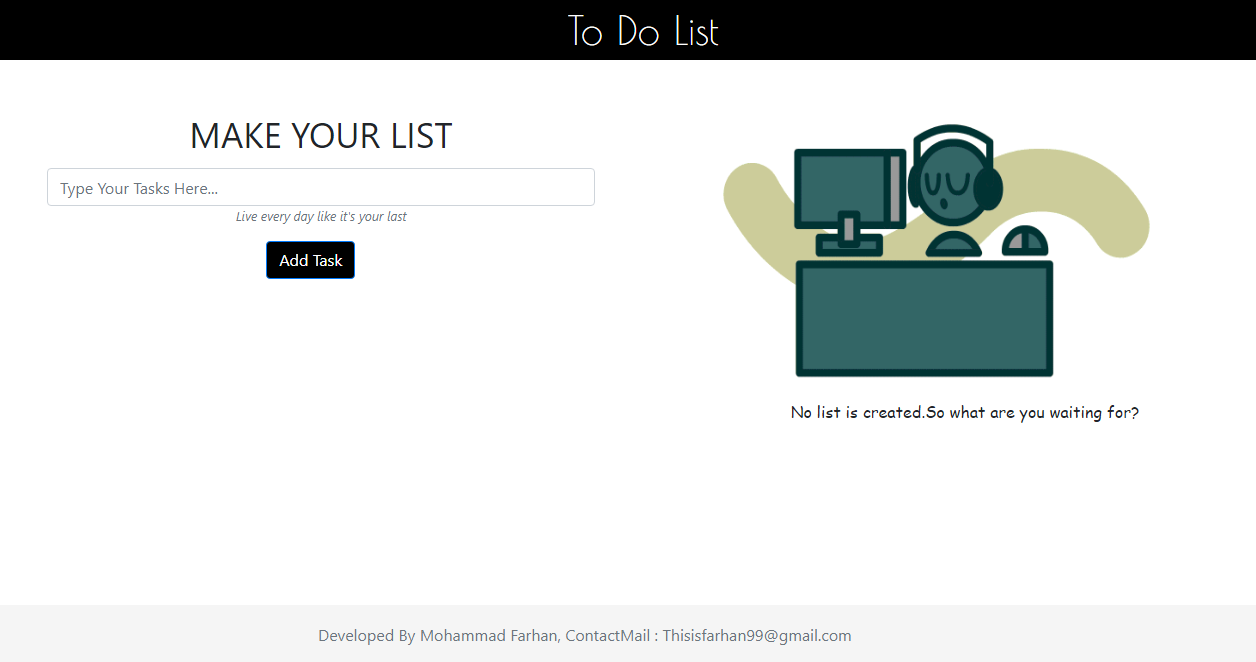 To Do List
MAKE YOUR LIST
Type Your Tasks Here...
Live every day like it's your last
Add Task
No list is created.So what are you waiting for?
Developed By Mohammad Farhan, ContactMail : Thisisfarhan99@gmail.com